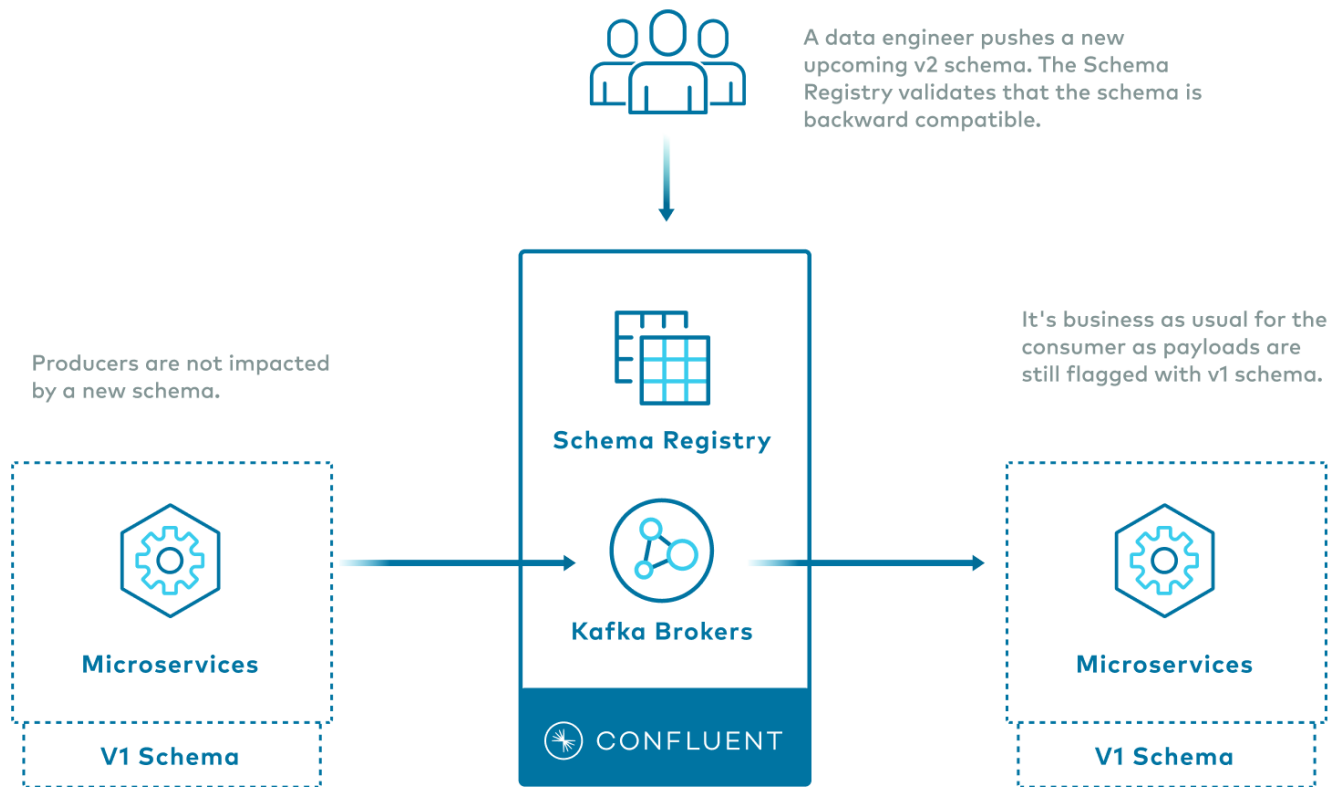 A data engineer pushes a new
upcoming v2 schema. The Schema
Registry validates that the schema is
backward compatible.
Producers are not impacted
by a new schema.
It's business as usual for the
consumer as payloads are
still flagged with v1 schema.
Schema Registry
Kafka Brokers
Microservices
Microservices
V1 Schema
CONFLUENT
V1 Schema